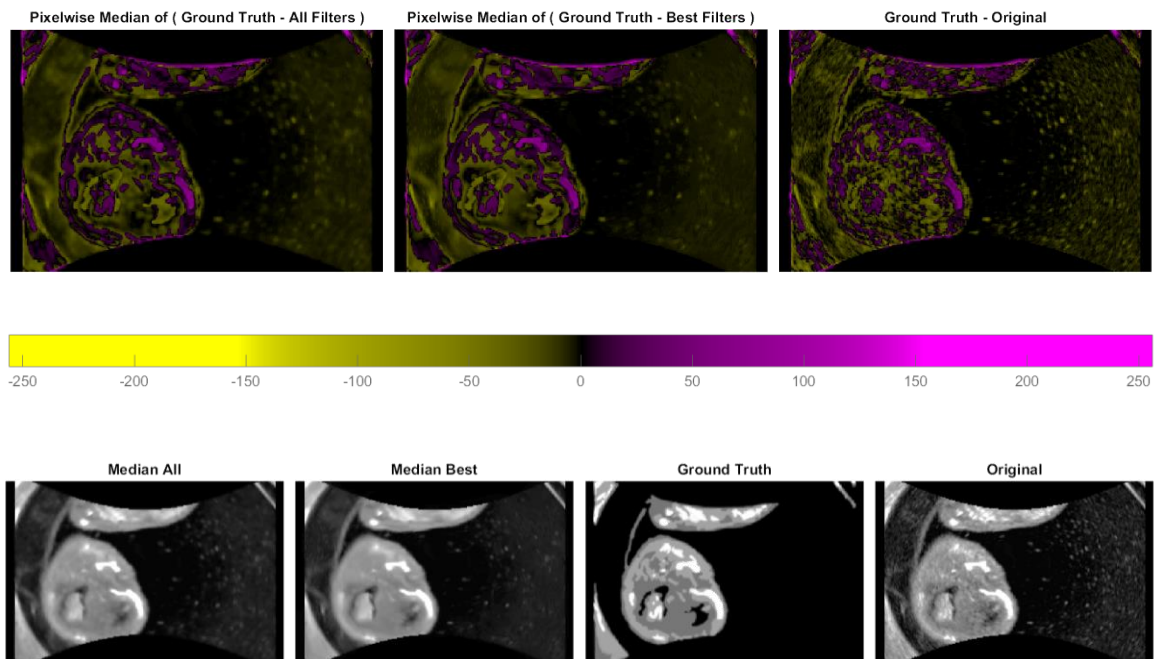 Pixelwise Median of ( Ground Truth - All Filters )
Pixelwise Median of ( Ground Truth - Best Filters )
Ground Truth - Original
-250 -200 -150 -100 -50 0 50 100 150 200 250
Median All
Median Best
Ground Truth
Original